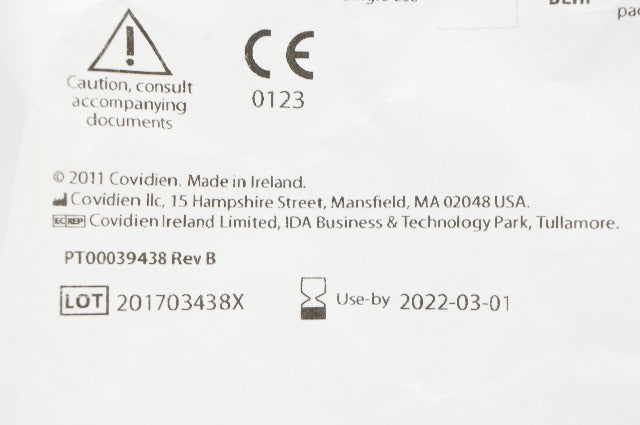 Caution, consult
accompanying
documents
CE
0123
© 2011 Covidien. Made in Ireland.
Covidien llc, 15 Hampshire Street, Mansfield, MA 02048 USA.
EC REP Covidien Ireland Limited, IDA Business & Technology Park, Tullamore.
PT00039438 Rev B
LOT 201703438X Use-by 2022-03-01